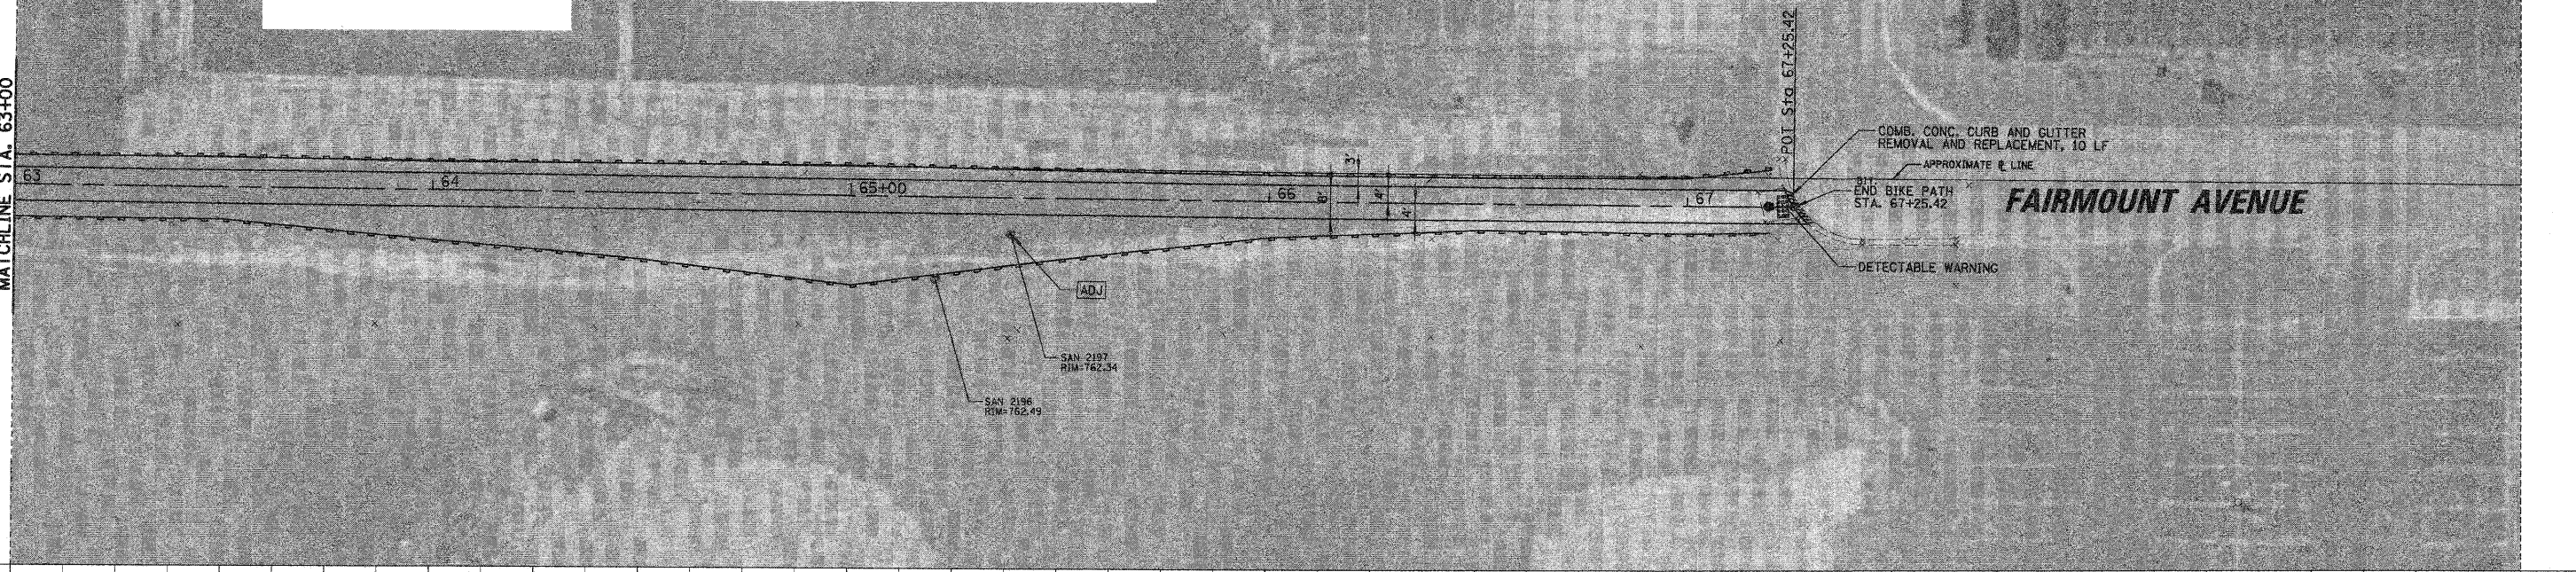 MATCHLINE STA. 63+00
63
64
65+00
66
67
3'
8'
4'
4'
POT Sta 67+25.42
COMB. CONC. CURB AND GUTTER
REMOVAL AND REPLACEMENT, 10 LF
APPROXIMATE ℄ LINE
BIT.
END BIKE PATH
STA. 67+25.42
FAIRMOUNT AVENUE
DETECTABLE WARNING
ADJ
SAN 2197
RIM=762.34
SAN 2196
RIM=762.49